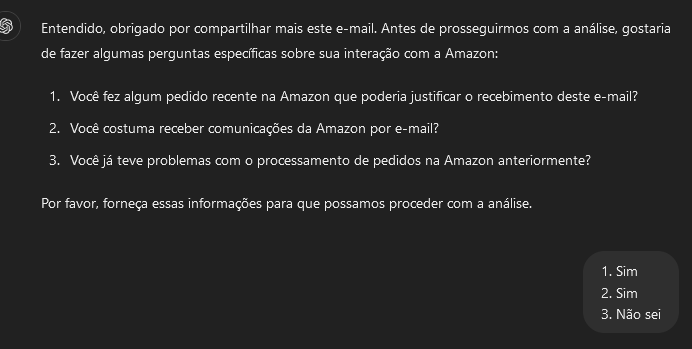 Entendido, obrigado por compartilhar mais este e-mail. Antes de prosseguirmos com a análise, gostaria
de fazer algumas perguntas específicas sobre sua interação com a Amazon:
1. Você fez algum pedido recente na Amazon que poderia justificar o recebimento deste e-mail?
2. Você costuma receber comunicações da Amazon por e-mail?
3. Você já teve problemas com o processamento de pedidos na Amazon anteriormente?
Por favor, forneça essas informações para que possamos proceder com a análise.
1. Sim
2. Sim
3. Não sei